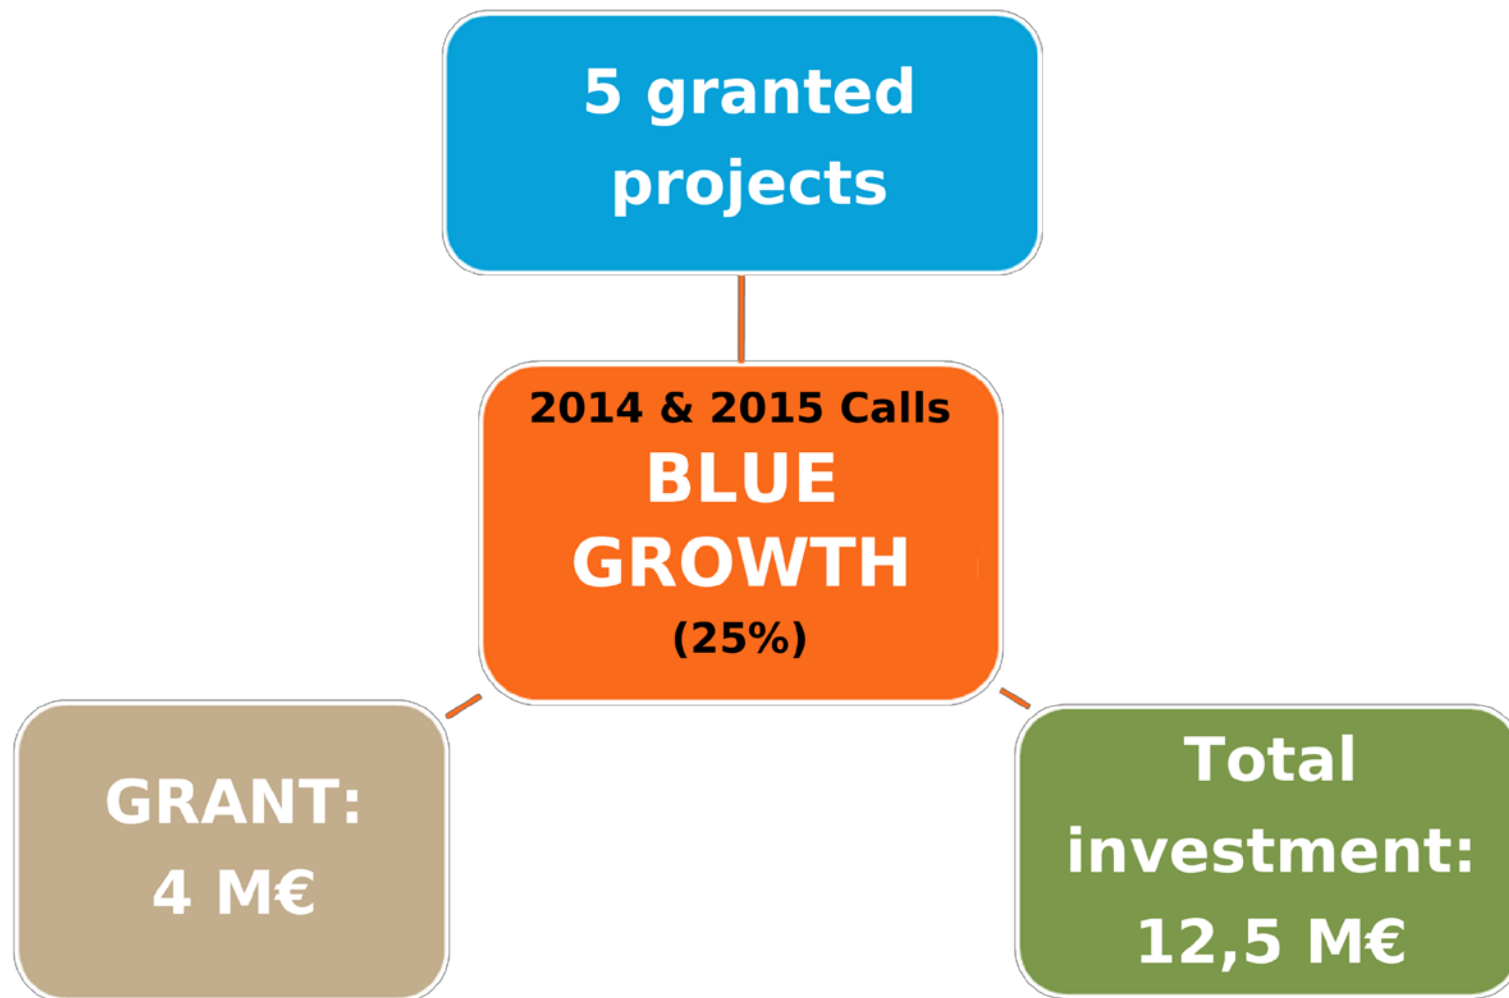 5 granted
projects
2014 & 2015 Calls
BLUE
GROWTH
(25%)
GRANT:
4 M€
Total
investment:
12,5 M€